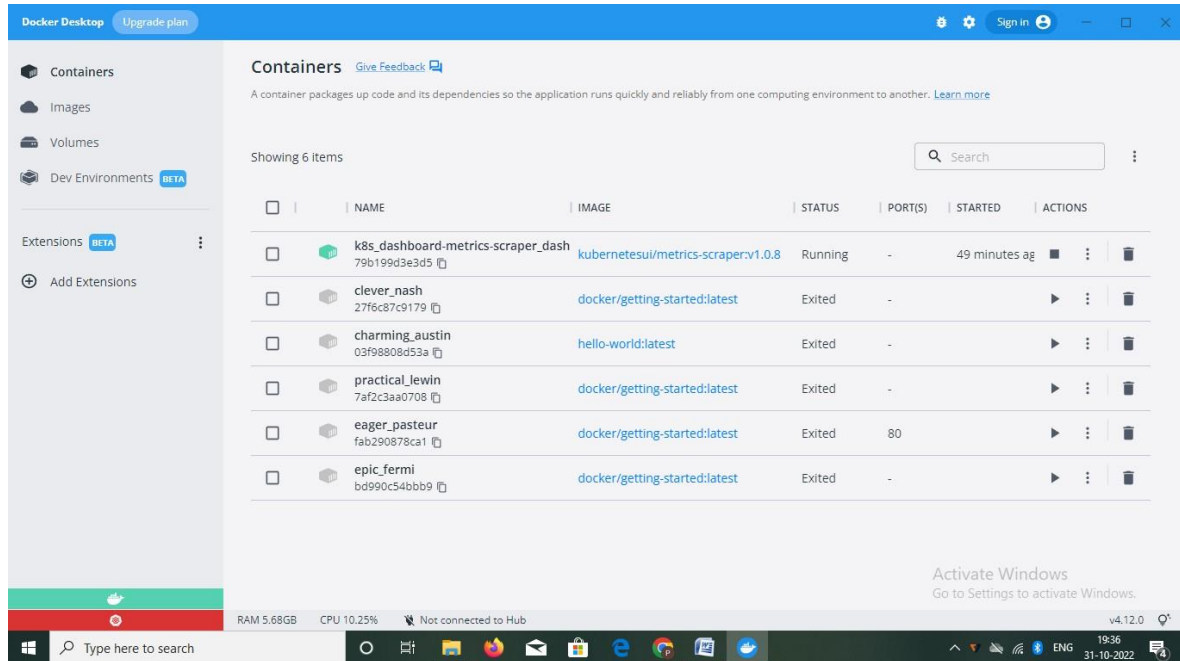 Docker Desktop Upgrade plan Sign in
Containers
Images
Volumes
Dev Environments BETA
Extensions BETA
Add Extensions
Containers Give Feedback
A container packages up code and its dependencies so the application runs quickly and reliably from one computing environment to another. Learn more
Showing 6 items Search
NAME IMAGE STATUS PORT(S) STARTED ACTIONS
k8s_dashboard-metrics-scraper_dash kubernetesui/metrics-scraper:v1.0.8 Running - 49 minutes ag
79b199d3e3d5
clever_nash docker/getting-started:latest Exited -
27f6c87c9179
charming_austin hello-world:latest Exited -
03f98808d53a
practical_lewin docker/getting-started:latest Exited -
7af2c3aa0708
eager_pasteur docker/getting-started:latest Exited 80
fab290878ca1
epic_fermi docker/getting-started:latest Exited -
bd990c54bbb9
Activate Windows
Go to Settings to activate Windows.
RAM 5.68GB CPU 10.25% Not connected to Hub v4.12.0
Type here to search ENG 19:36
31-10-2022
4